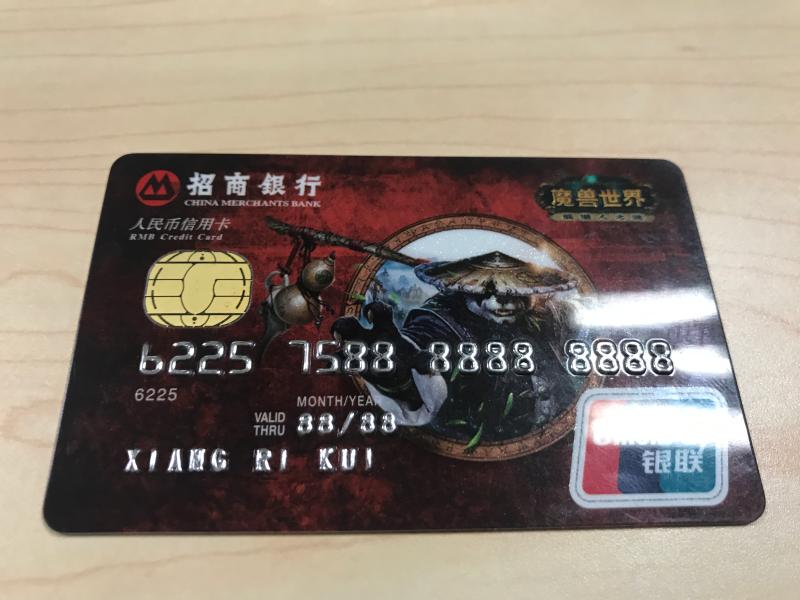 招商银行
CHINA MERCHANTS BANK
人民币信用卡
RMB Credit Card
魔兽世界
熊猫人之谜
6225 7588 8888 8888
6225
MONTH/YEAR
VALID THRU 88/88
XIANG RI KUI
银联